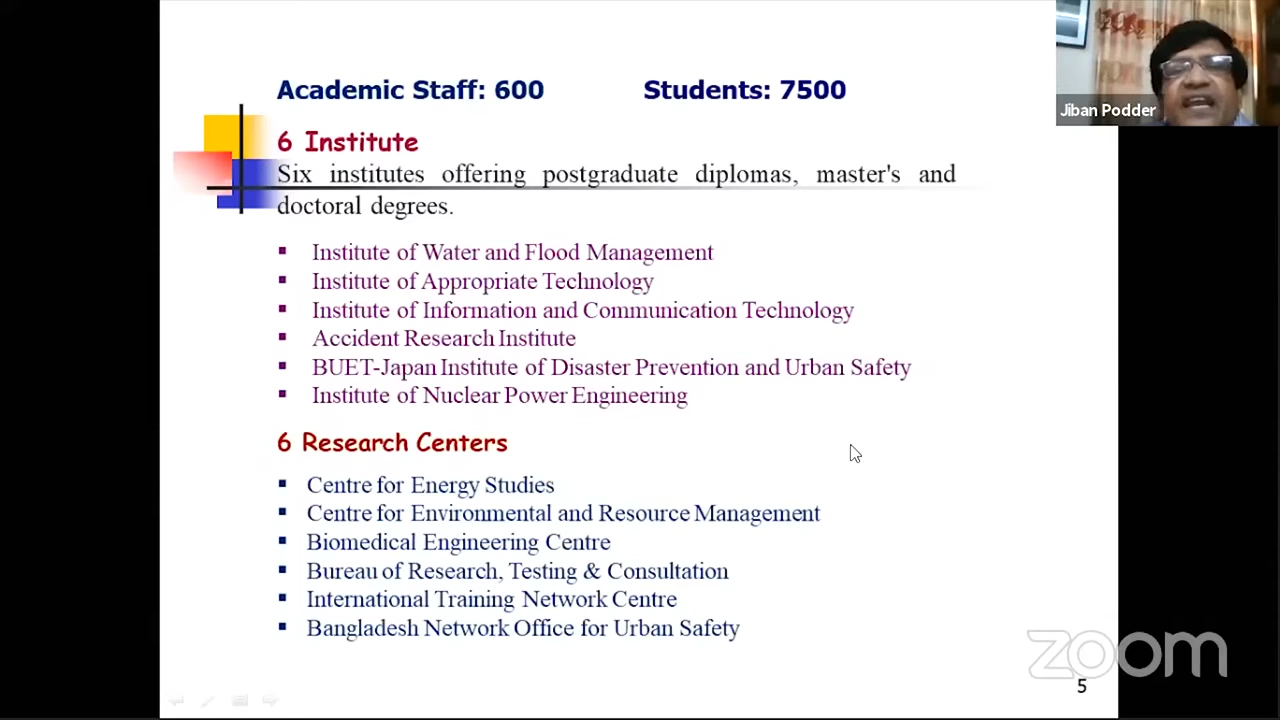 Academic Staff: 600 Students: 7500
Jiban Podder
6 Institute
Six institutes offering postgraduate diplomas, master's and
doctoral degrees.
▪ Institute of Water and Flood Management
▪ Institute of Appropriate Technology
▪ Institute of Information and Communication Technology
▪ Accident Research Institute
▪ BUET-Japan Institute of Disaster Prevention and Urban Safety
▪ Institute of Nuclear Power Engineering
6 Research Centers
▪ Centre for Energy Studies
▪ Centre for Environmental and Resource Management
▪ Biomedical Engineering Centre
▪ Bureau of Research, Testing & Consultation
▪ International Training Network Centre
▪ Bangladesh Network Office for Urban Safety
zoom
5